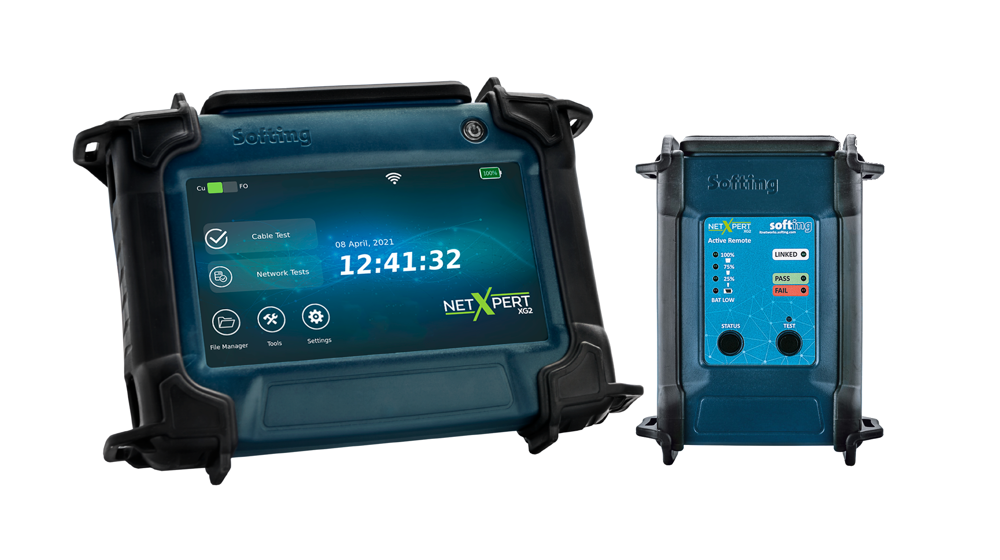 Softing
Cu FO
100%
Cable Test
Network Tests
08 April, 2021
12:41:32
NETXPERT
XG2
File Manager
Tools
Settings
Softing
NETXPERT
XG2
softing
itnetworks.softing.com
Active Remote
100%
75%
25%
BAT LOW
LINKED
PASS
FAIL
STATUS
TEST